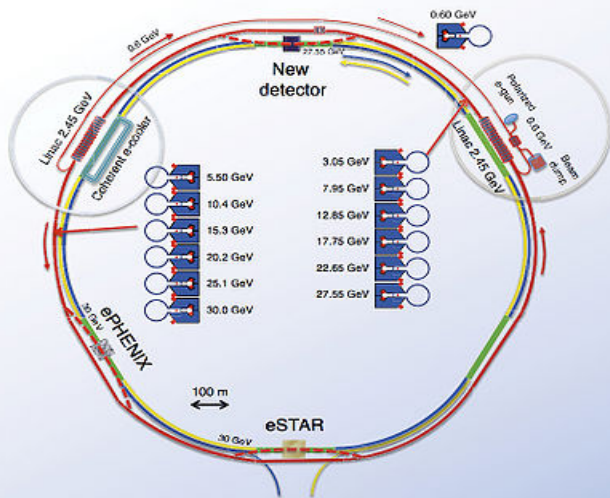 0.60 GeV
0.6 GeV
27.55 GeV
New
detector
Linac 2.45 GeV
Coherent e-cooler
Polarized
e-gun
0.6 GeV
Beam
dump
Linac 2.45 GeV
5.50 GeV
10.4 GeV
15.3 GeV
20.2 GeV
25.1 GeV
30.0 GeV
3.05 GeV
7.95 GeV
12.85 GeV
17.75 GeV
22.65 GeV
27.55 GeV
30 GeV
ePHENIX
100 m
eSTAR
30 GeV